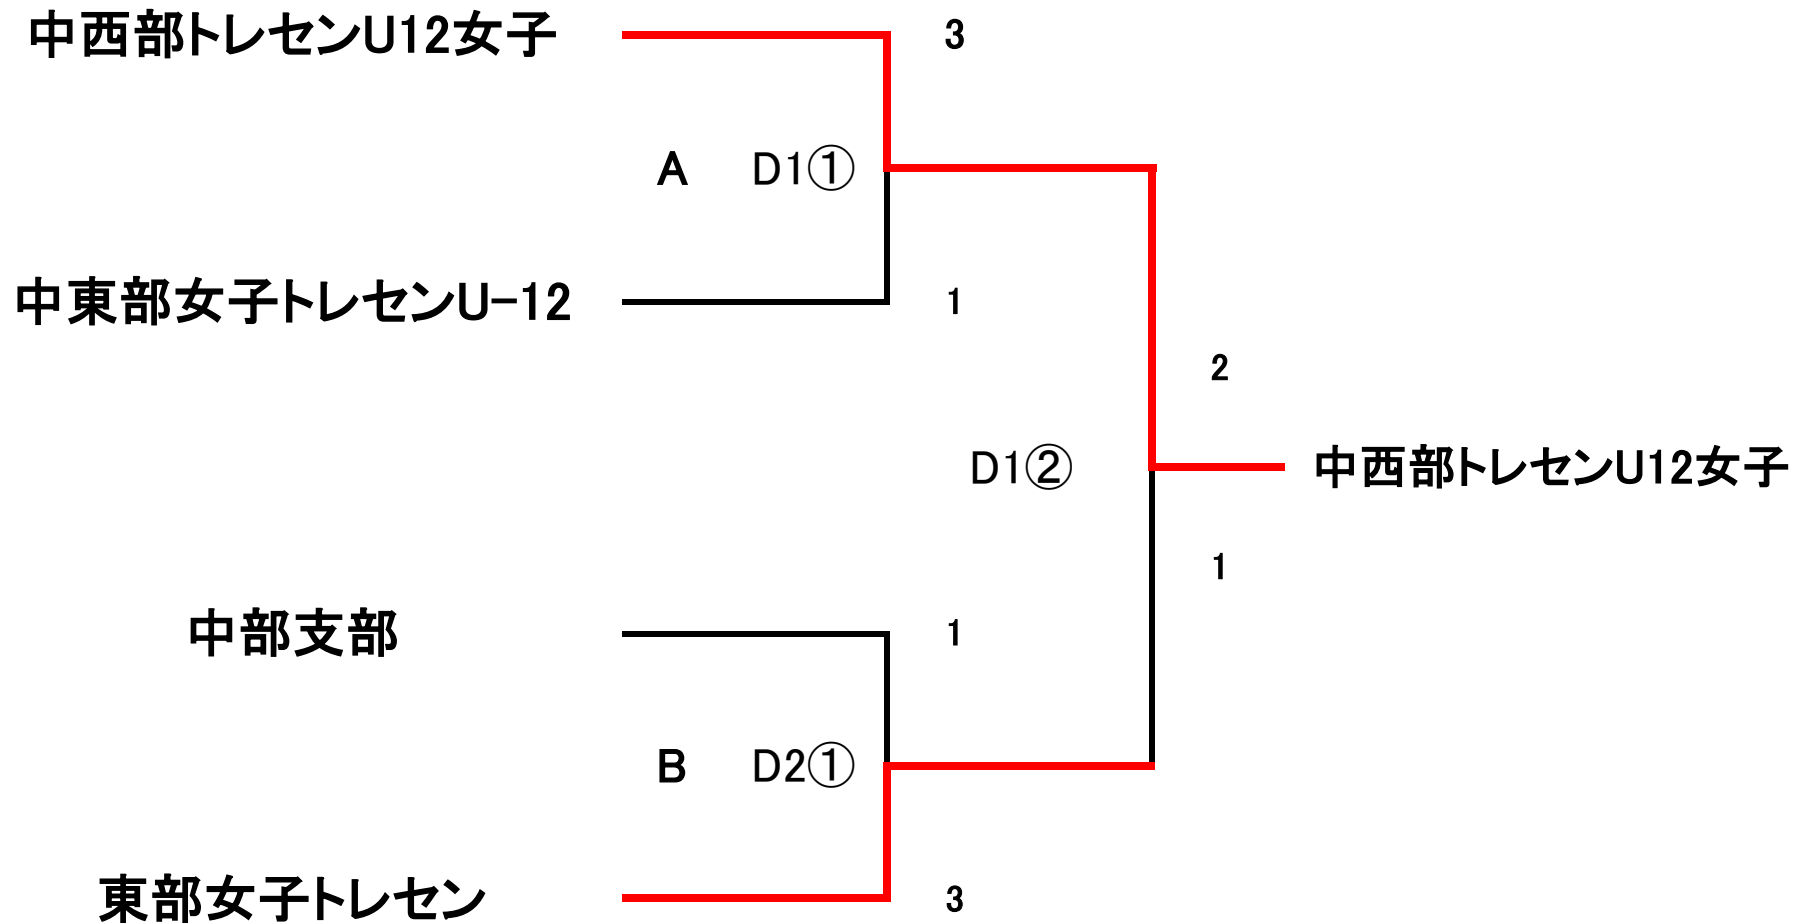 中西部トレセンU12女子
3
A D1①
中東部女子トレセンU-12
1
2
D1②
中西部トレセンU12女子
1
中部支部
1
B D2①
東部女子トレセン
3